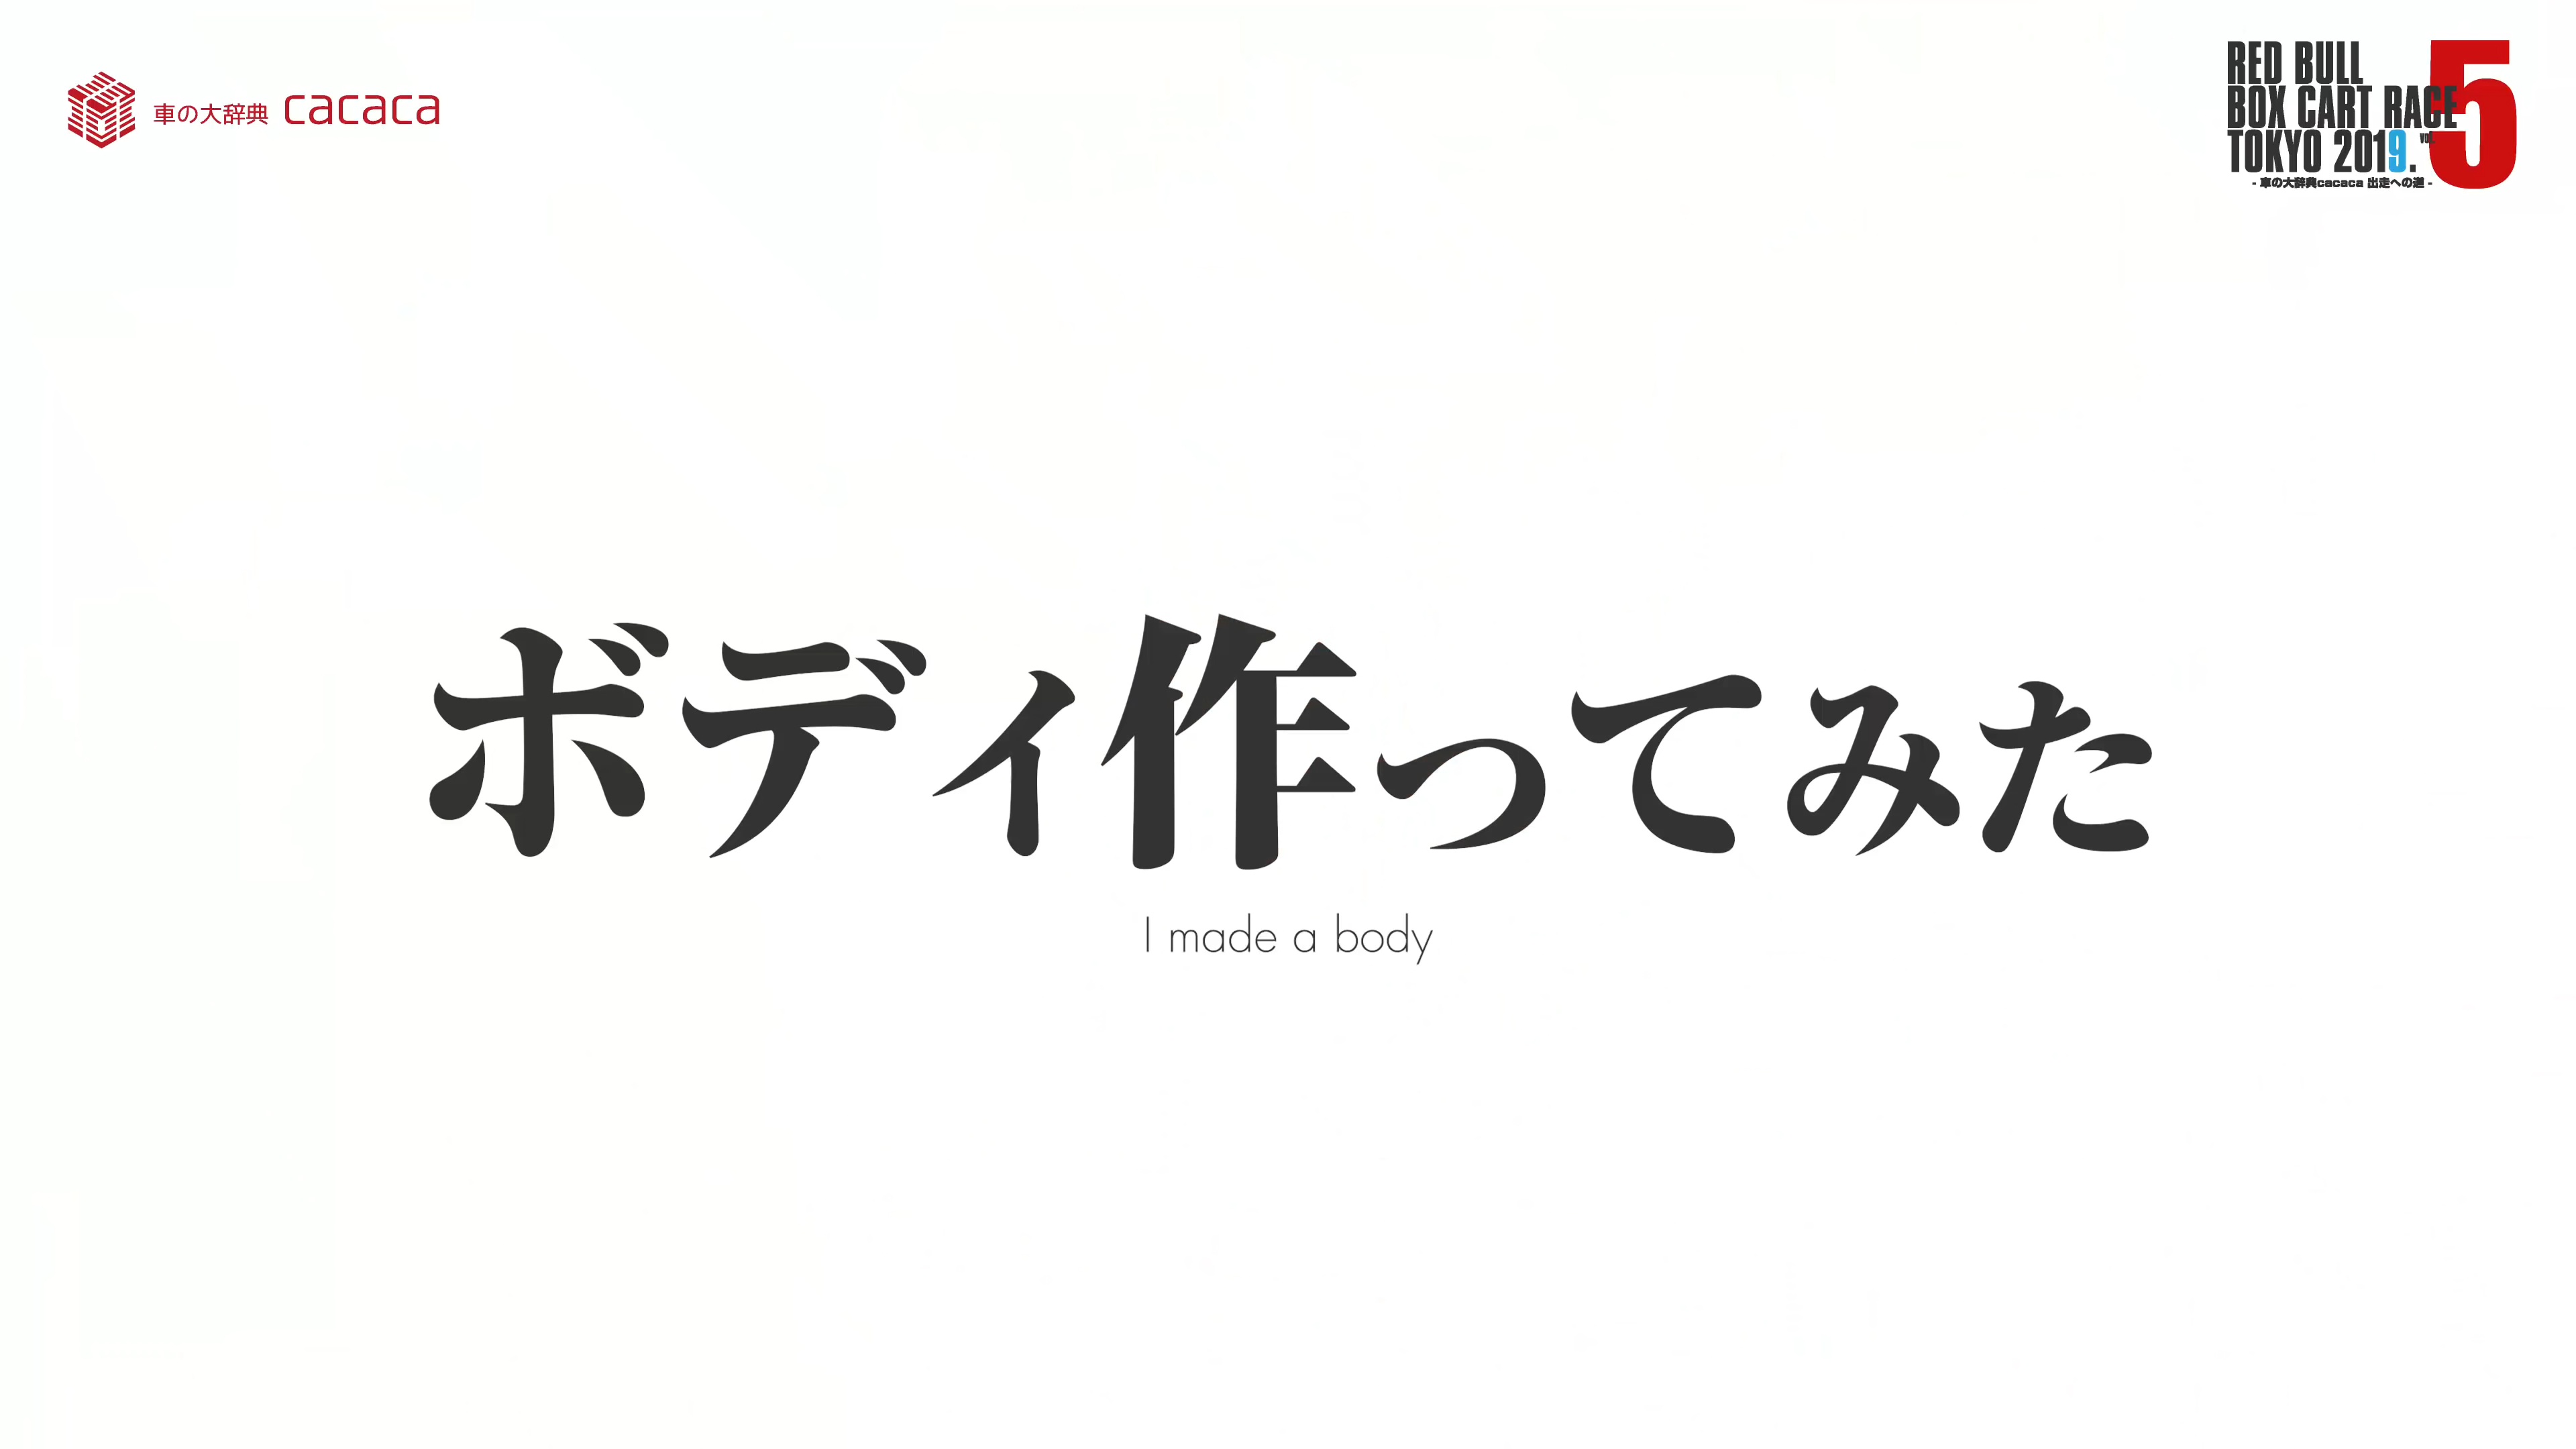 車の大辞典 cacaca
RED BULL
BOX CART RACE
TOKYO 2019. vol. 5
- 車の大辞典cacaca 出走への道 -
ボディ作ってみた
I made a body